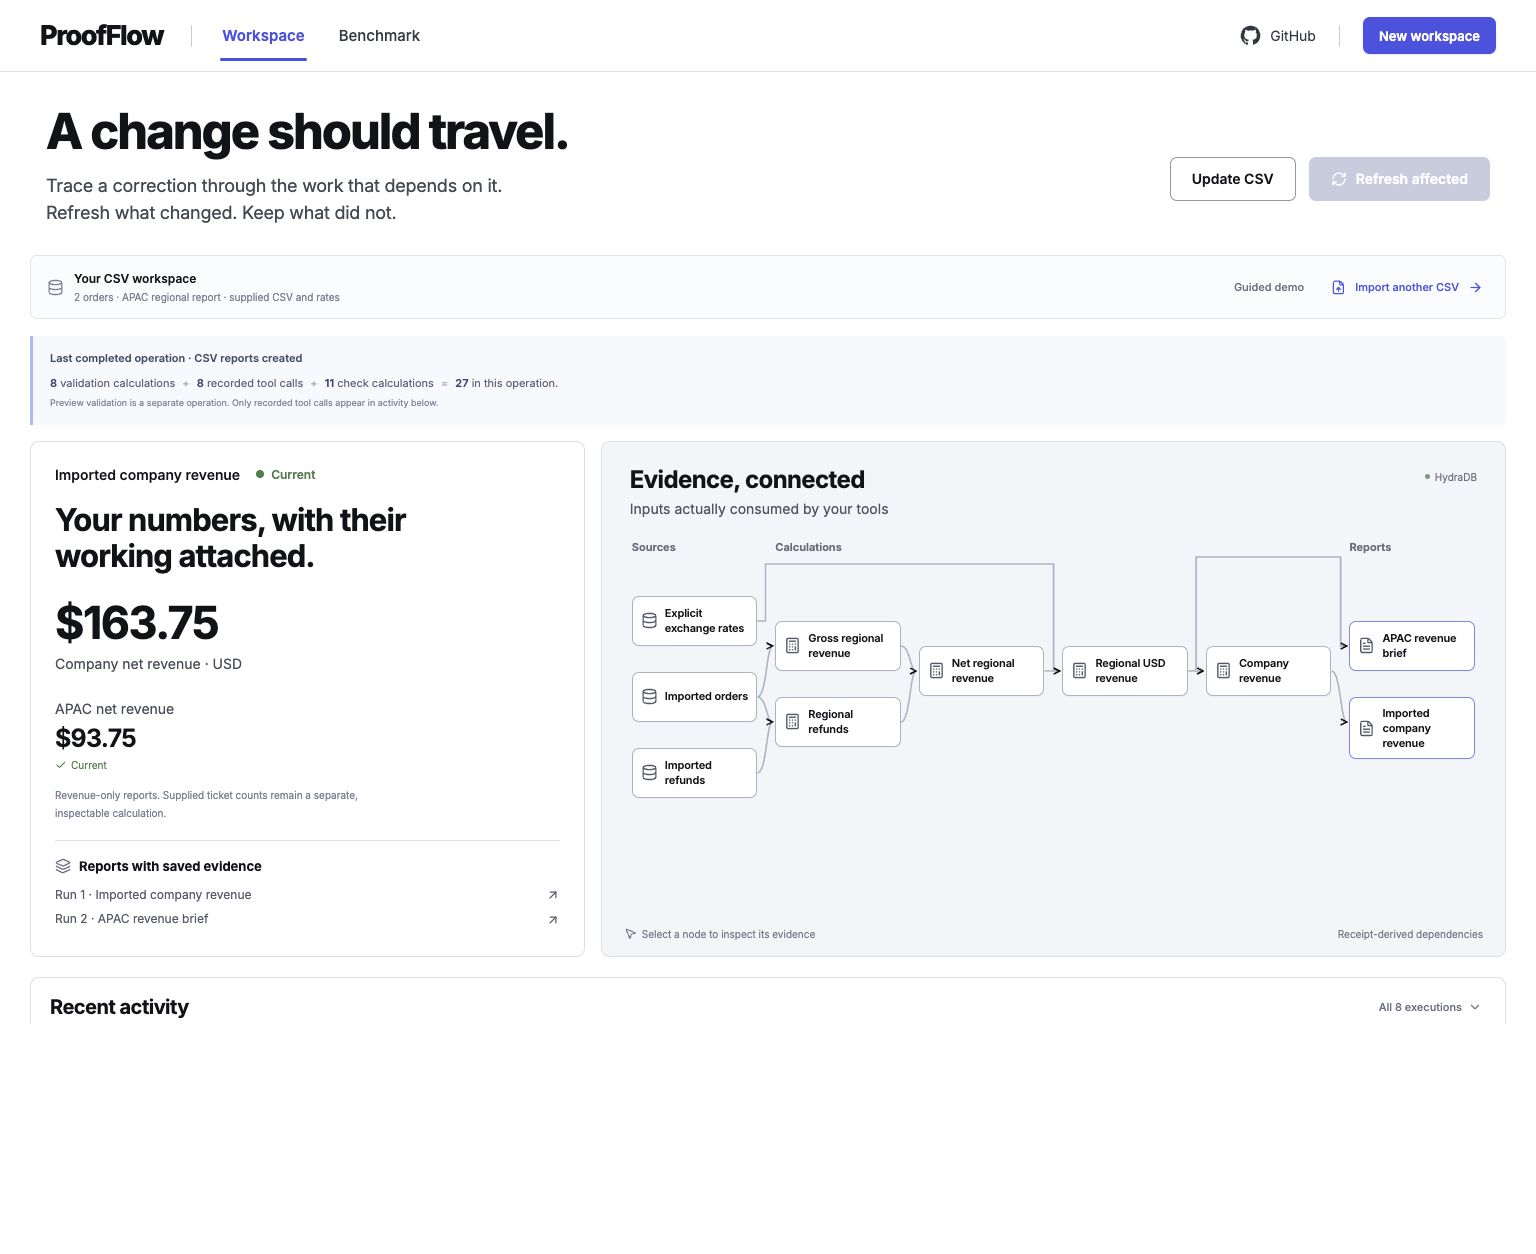 ProofFlow
Workspace
Benchmark
GitHub
New workspace
A change should travel.
Trace a correction through the work that depends on it.
Refresh what changed. Keep what did not.
Update CSV
Refresh affected
Your CSV workspace
2 orders · APAC regional report · supplied CSV and rates
Guided demo
Import another CSV
Last completed operation · CSV reports created
8 validation calculations + 8 recorded tool calls + 11 check calculations = 27 in this operation.
Preview validation is a separate operation. Only recorded tool calls appear in activity below.
Imported company revenue
Current
Your numbers, with their
working attached.
$163.75
Company net revenue · USD
APAC net revenue
$93.75
Current
Revenue-only reports. Supplied ticket counts remain a separate,
inspectable calculation.
Reports with saved evidence
Run 1 · Imported company revenue
Run 2 · APAC revenue brief
Evidence, connected
HydraDB
Inputs actually consumed by your tools
Sources
Calculations
Reports
Explicit
exchange rates
Imported orders
Imported
refunds
Gross regional
revenue
Regional
refunds
Net regional
revenue
Regional USD
revenue
Company
revenue
APAC revenue
brief
Imported
company
revenue
Select a node to inspect its evidence
Receipt-derived dependencies
Recent activity
All 8 executions